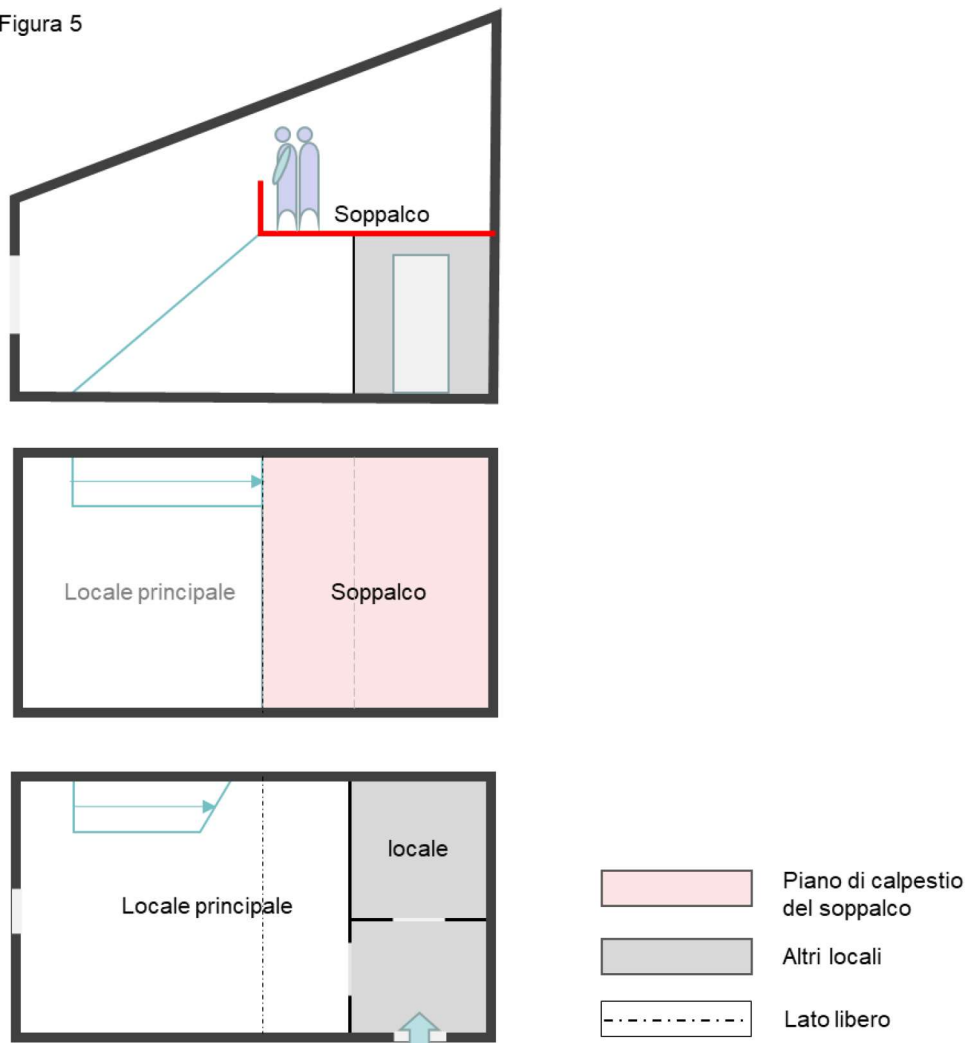 Figura 5
Soppalco
Locale principale
Soppalco
locale
Locale principale
Piano di calpestio
del soppalco
Altri locali
Lato libero